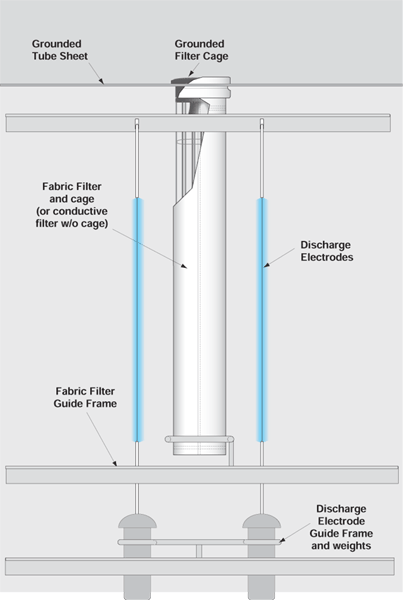 Grounded
Tube Sheet
Grounded
Filter Cage
Fabric Filter
and cage
(or conductive
filter w/o cage)
Discharge
Electrodes
Fabric Filter
Guide Frame
Discharge
Electrode
Guide Frame
and weights